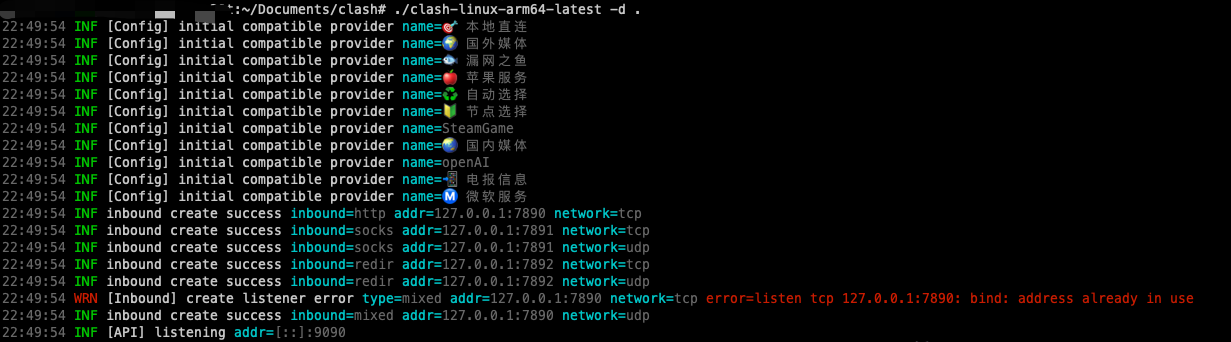 :~/Documents/clash# ./clash-linux-arm64-latest -d .
22:49:54 INF [Config] initial compatible provider name=🎯 本地直连
22:49:54 INF [Config] initial compatible provider name=🌍 国外媒体
22:49:54 INF [Config] initial compatible provider name=🐟 漏网之鱼
22:49:54 INF [Config] initial compatible provider name=🍎 苹果服务
22:49:54 INF [Config] initial compatible provider name=♻️ 自动选择
22:49:54 INF [Config] initial compatible provider name=🔰 节点选择
22:49:54 INF [Config] initial compatible provider name=SteamGame
22:49:54 INF [Config] initial compatible provider name=🌏 国内媒体
22:49:54 INF [Config] initial compatible provider name=openAI
22:49:54 INF [Config] initial compatible provider name=📲 电报信息
22:49:54 INF [Config] initial compatible provider name=Ⓜ️ 微软服务
22:49:54 INF inbound create success inbound=http addr=127.0.0.1:7890 network=tcp
22:49:54 INF inbound create success inbound=socks addr=127.0.0.1:7891 network=tcp
22:49:54 INF inbound create success inbound=socks addr=127.0.0.1:7891 network=udp
22:49:54 INF inbound create success inbound=redir addr=127.0.0.1:7892 network=tcp
22:49:54 INF inbound create success inbound=redir addr=127.0.0.1:7892 network=udp
22:49:54 WRN [Inbound] create listener error type=mixed addr=127.0.0.1:7890 network=tcp error=listen tcp 127.0.0.1:7890: bind: address already in use
22:49:54 INF inbound create success inbound=mixed addr=127.0.0.1:7890 network=udp
22:49:54 INF [API] listening addr=[::]:9090